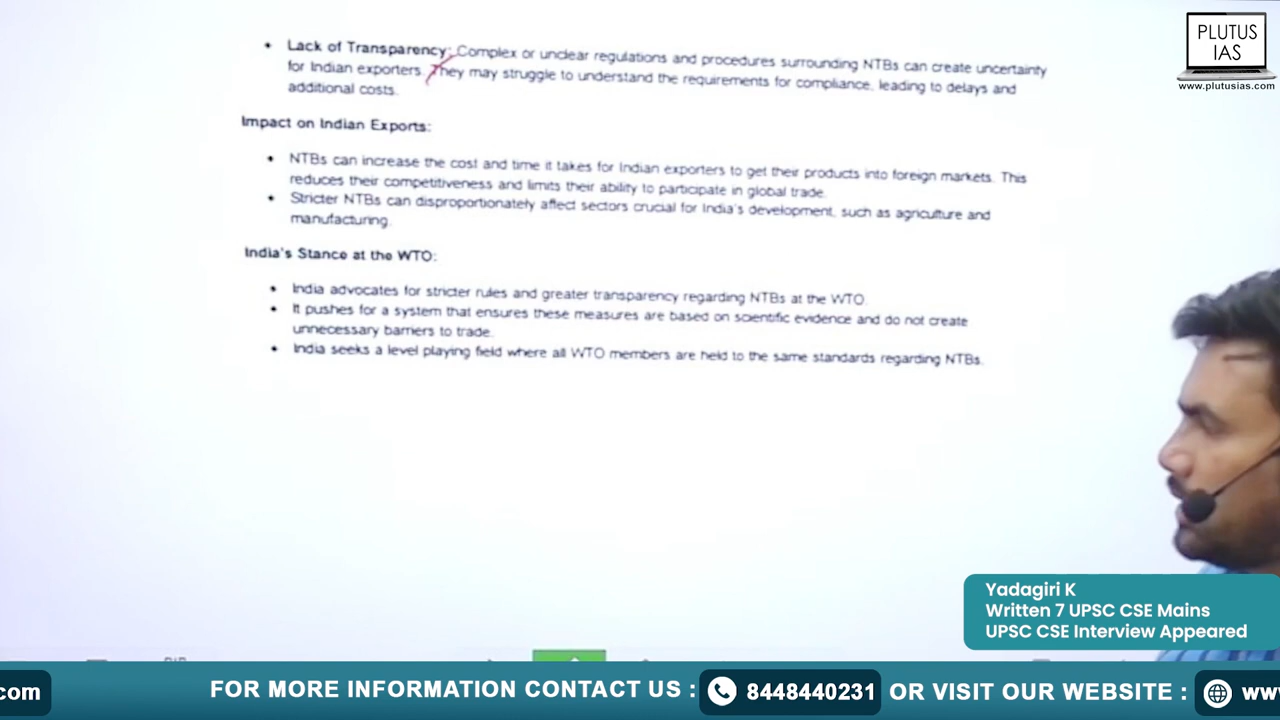 PLUTUS
IAS
www.plutusias.com
• Lack of Transparency: Complex or unclear regulations and procedures surrounding NTBs can create uncertainty
for Indian exporters. They may struggle to understand the requirements for compliance, leading to delays and
additional costs.
Impact on Indian Exports:
• NTBs can increase the cost and time it takes for Indian exporters to get their products into foreign markets. This
reduces their competitiveness and limits their ability to participate in global trade.
• Stricter NTBs can disproportionately affect sectors crucial for India's development, such as agriculture and
manufacturing.
India's Stance at the WTO:
• India advocates for stricter rules and greater transparency regarding NTBs at the WTO.
• It pushes for a system that ensures these measures are based on scientific evidence and do not create
unnecessary barriers to trade.
• India seeks a level playing field where all WTO members are held to the same standards regarding NTBs.
Yadagiri K
Written 7 UPSC CSE Mains
UPSC CSE Interview Appeared
.com FOR MORE INFORMATION CONTACT US : 8448440231 OR VISIT OUR WEBSITE : ww